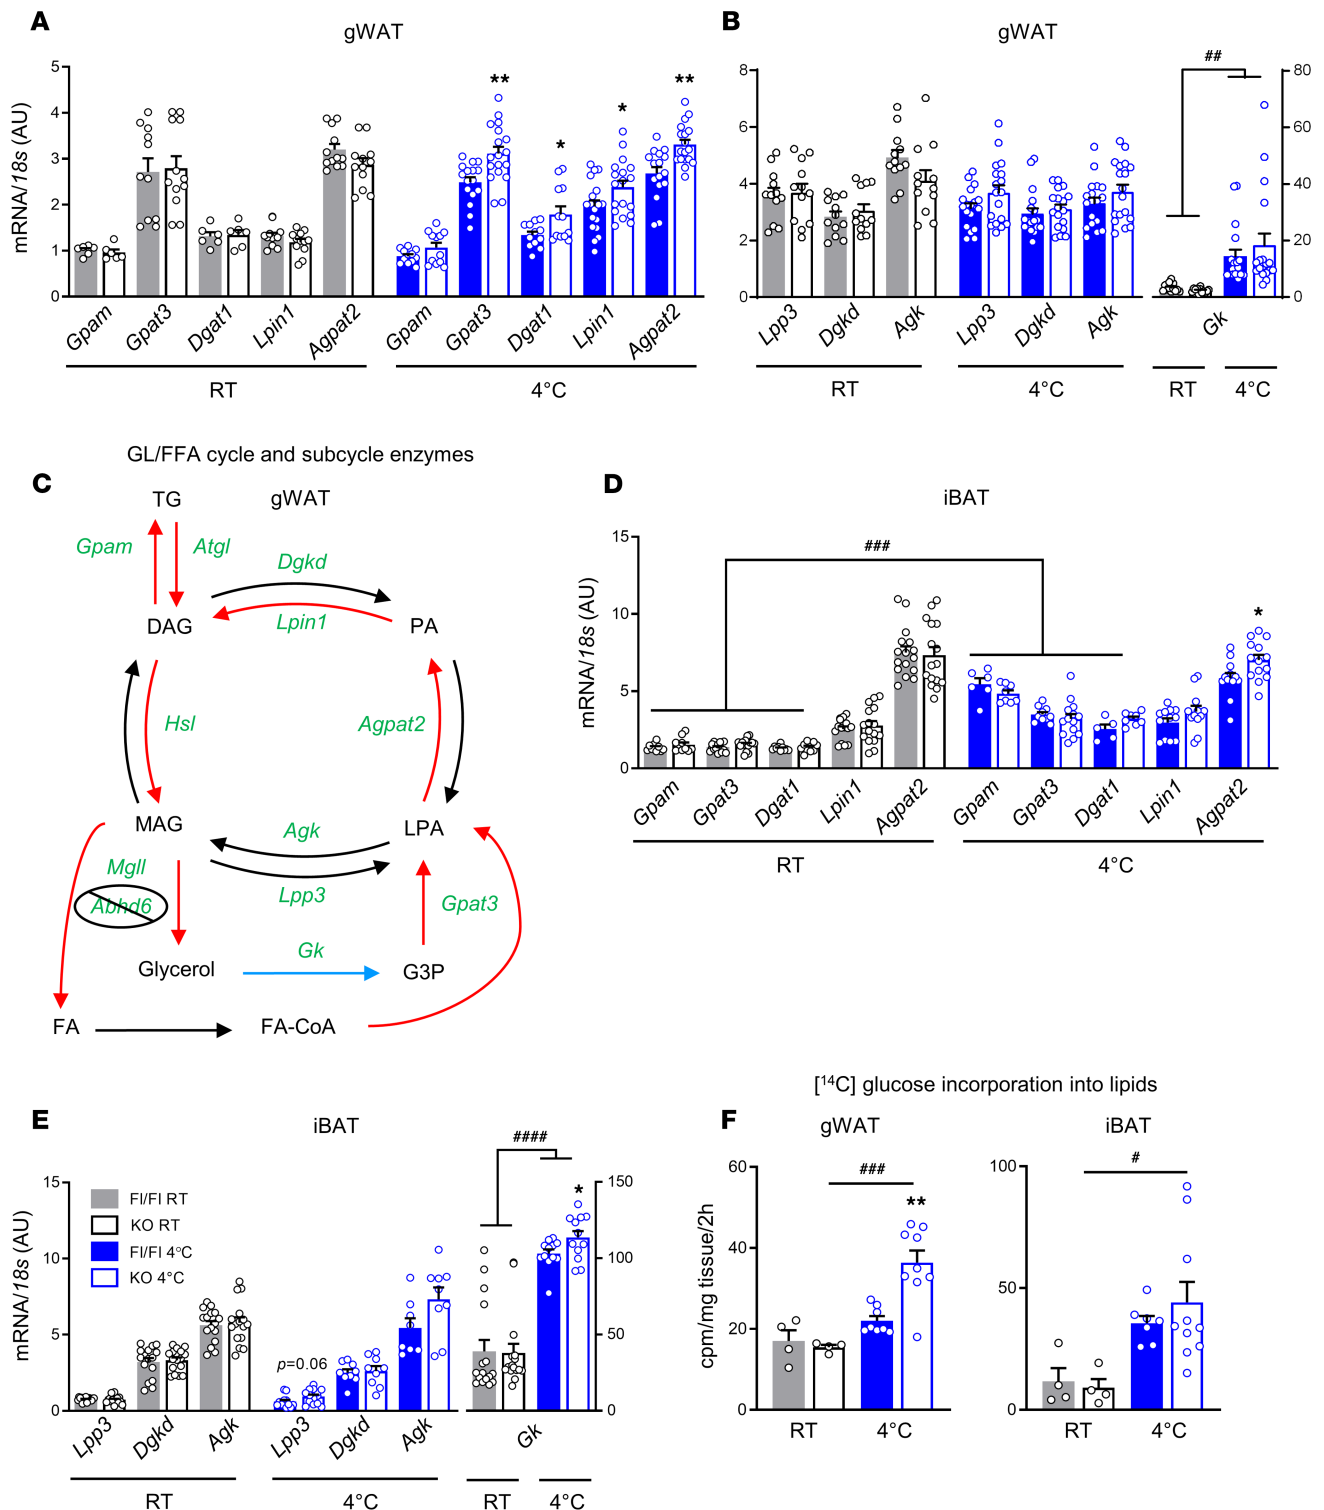 A
gWAT
mRNA/18s (AU)
5
4
3
2
1
0
** * * **
Gpam Gpat3 Dgat1 Lpin1 Agpat2 Gpam Gpat3 Dgat1 Lpin1 Agpat2
RT 4°C
B
gWAT
##
8
6
4
2
0
80
60
40
20
0
Lpp3 Dgkd Agk Lpp3 Dgkd Agk Gk
RT 4°C RT 4°C
GL/FFA cycle and subcycle enzymes
C
TG gWAT
Gpam Atgl
Dgkd
DAG Lpin1 PA
Hsl Agpat2
MAG Agk LPA
Mgll
Abhd6 Lpp3 Gpat3
Gk
Glycerol G3P
FA FA-CoA
D
iBAT
mRNA/18s (AU)
15
10
5
0
###
*
Gpam Gpat3 Dgat1 Lpin1 Agpat2 Gpam Gpat3 Dgat1 Lpin1 Agpat2
RT 4°C
E
iBAT
mRNA/18s (AU)
15
10
5
0
Fl/Fl RT
KO RT
Fl/Fl 4°C
KO 4°C
p=0.06
####
*
150
100
50
0
Lpp3 Dgkd Agk Lpp3 Dgkd Agk Gk
RT 4°C RT 4°C
[14C] glucose incorporation into lipids
F
gWAT iBAT
cpm/mg tissue/2h
60
40
20
0
###
**
RT 4°C
100
50
0
#
RT 4°C